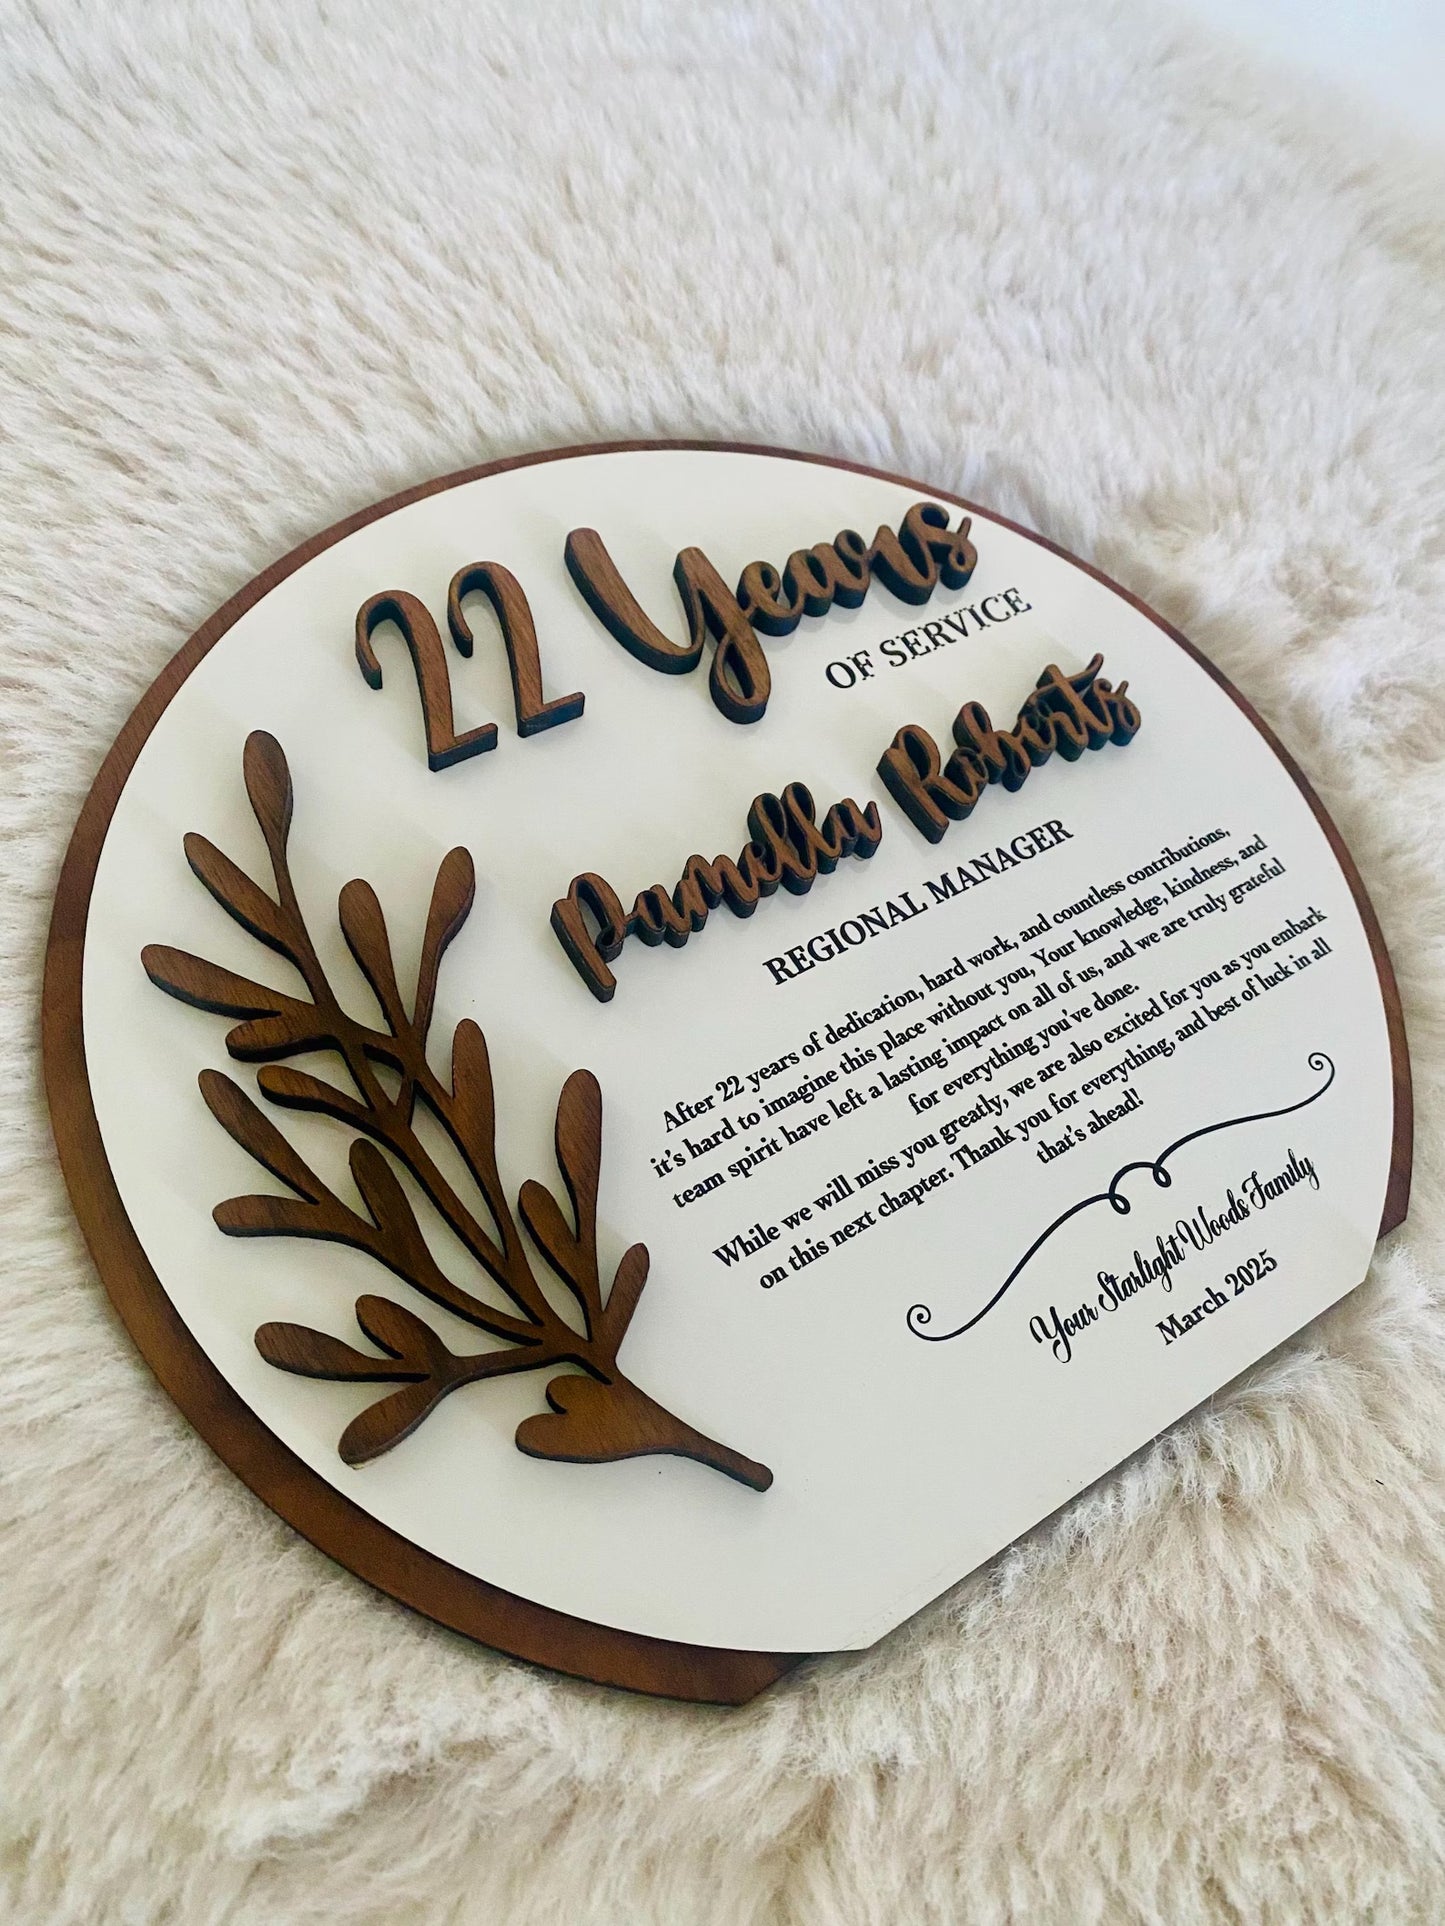 22 Years
OF SERVICE
Pamella Roberts
REGIONAL MANAGER
After 22 years of dedication, hard work, and countless contributions,
it's hard to imagine this place without you, Your knowledge, kindness, and
team spirit have left a lasting impact on all of us, and we are truly grateful
for everything you've done.
While we will miss you greatly, we are also excited for you as you embark
on this next chapter. Thank you for everything, and best of luck in all
that's ahead!
Your Starlight Woods Family
March 2025